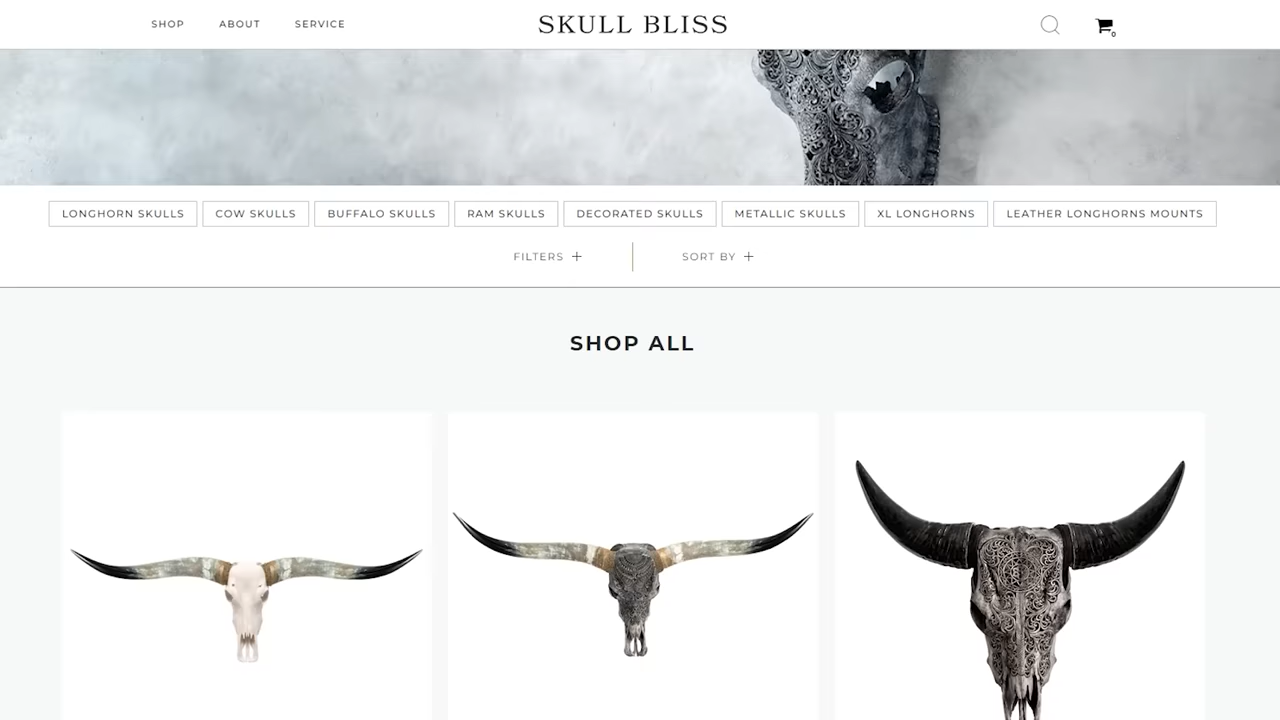 SHOP ABOUT SERVICE SKULL BLISS 0
LONGHORN SKULLS COW SKULLS BUFFALO SKULLS RAM SKULLS DECORATED SKULLS METALLIC SKULLS XL LONGHORNS LEATHER LONGHORNS MOUNTS
FILTERS + SORT BY +
SHOP ALL